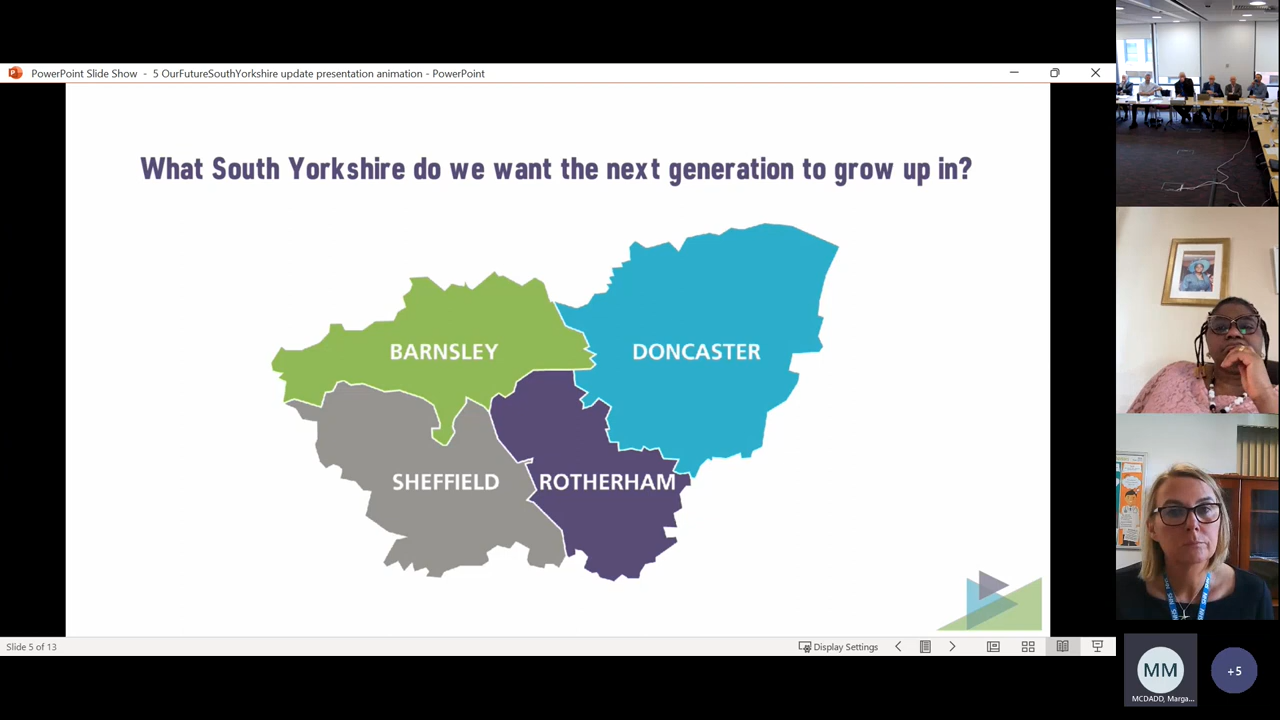 PowerPoint Slide Show - 5 OurFutureSouthYorkshire update presentation animation - PowerPoint
What South Yorkshire do we want the next generation to grow up in?
BARNSLEY
DONCASTER
SHEFFIELD
ROTHERHAM
Slide 5 of 13
Display Settings
MM
MCDADD, Marga...
+5